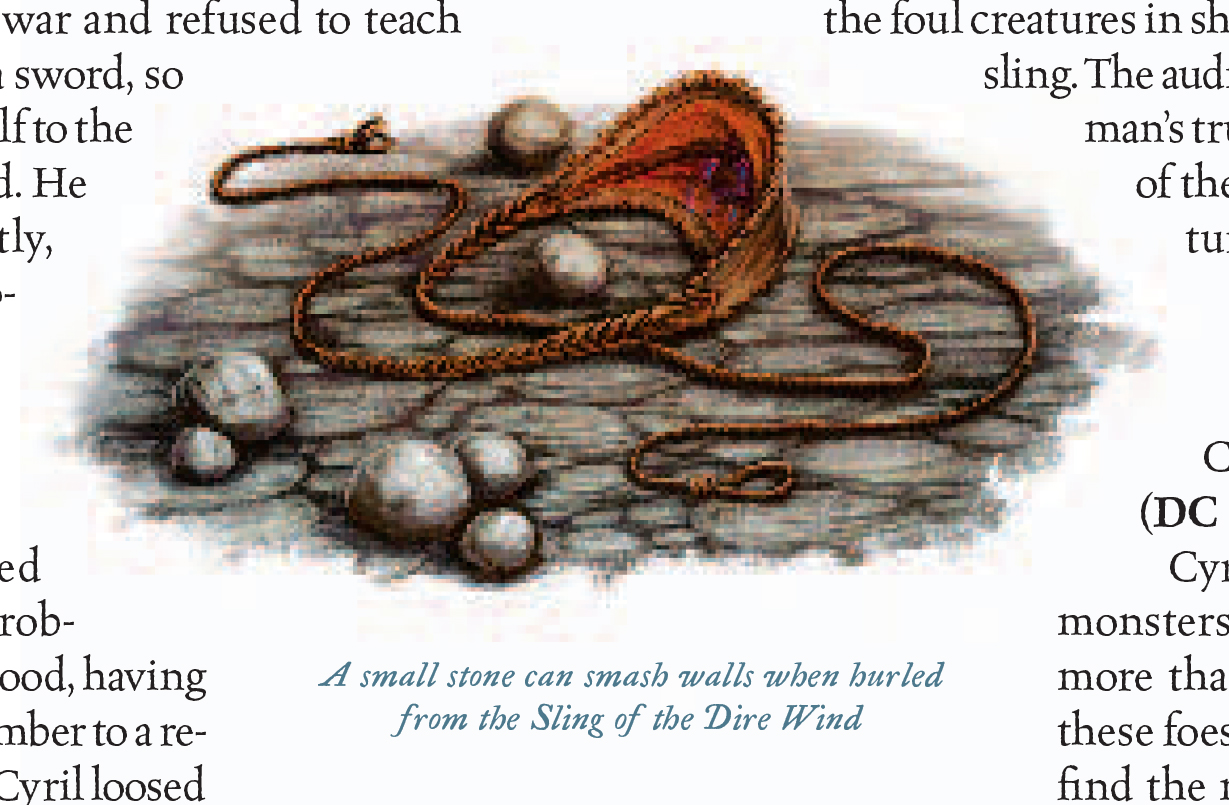 war and refused to teach
sword, so
lf to the
d. He
tly,
ed
rob-
ood, having
mber to a re-
Cyril loosed
A small stone can smash walls when hurled
from the Sling of the Dire Wind
the foul creatures in sh
sling. The aud
man's tru
of the
tu
C
(DC
Cyr
monsters
more tha
these foes
find the